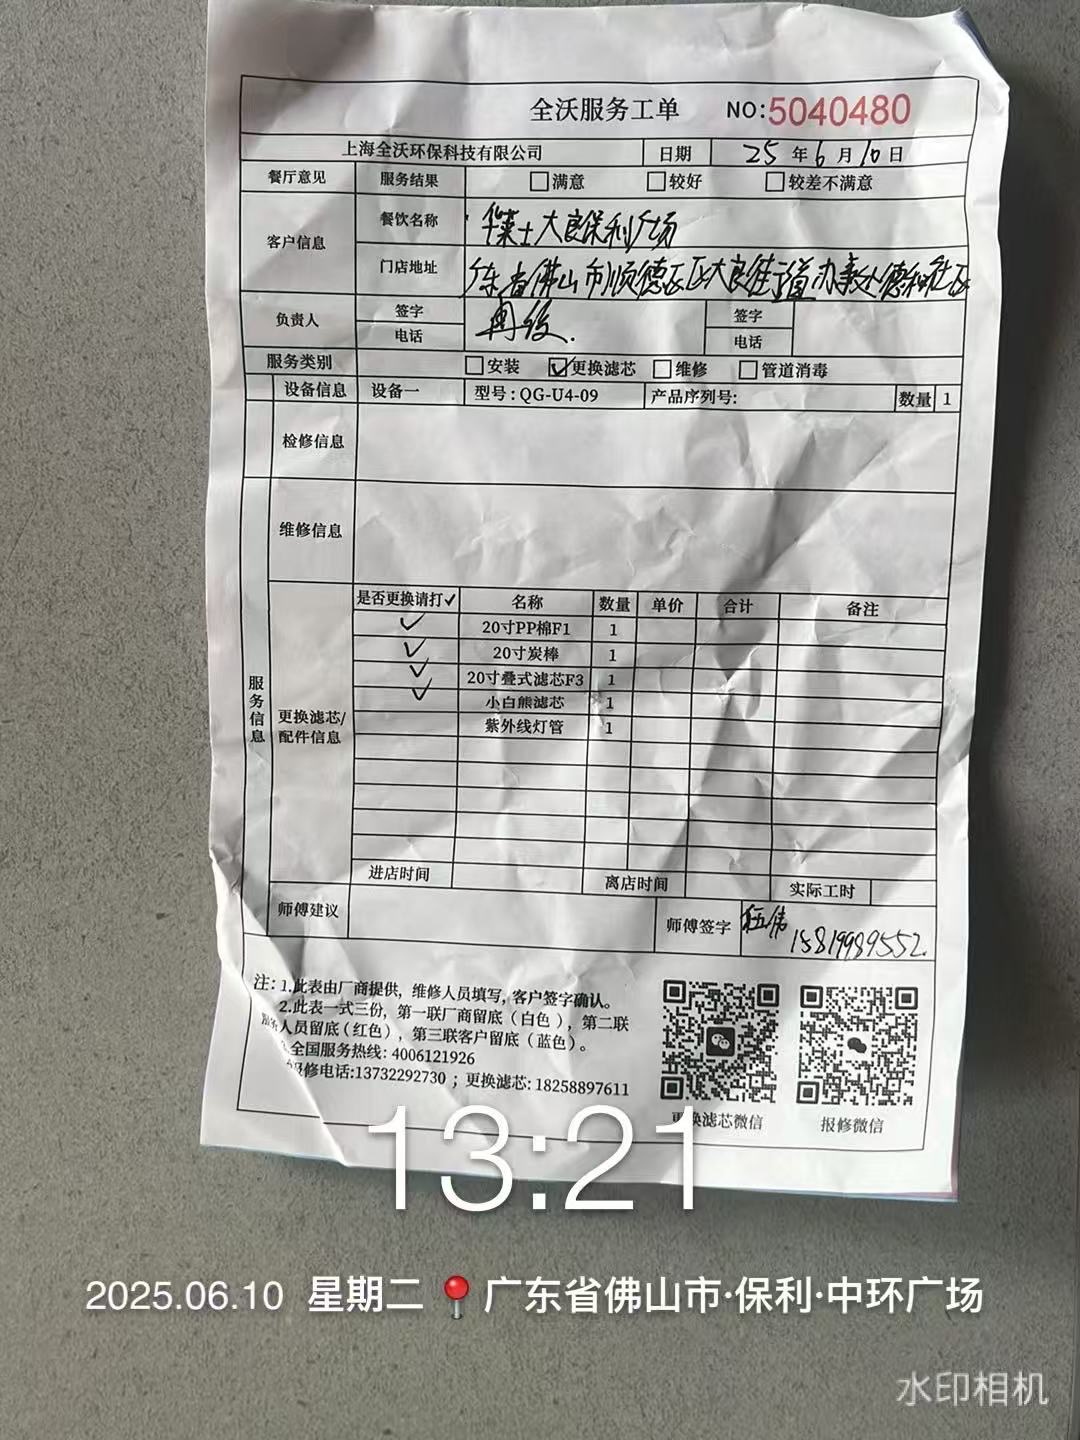 全沃服务工单 NO:5040480
上海全沃环保科技有限公司 日期 25年6月10日
餐厅意见 服务结果 满意 较好 较差不满意
客户信息 餐饮名称 华莱士大良保利广场
门店地址 广东省佛山市顺德区区大良街道办事处德和社区
负责人 签字 签字
电话 电话
服务类别 安装 更换滤芯 维修 管道消毒
设备信息 设备一 型号:QG-U4-09 产品序列号: 数量 1
检修信息
维修信息
服务信息
更换滤芯/配件信息
是否更换请打✓ 名称 数量 单价 合计 备注
✓ 20寸PP棉F1 1
✓ 20寸炭棒 1
✓ 20寸叠式滤芯F3 1
✓ 小白熊滤芯 1
紫外线灯管 1
进店时间 离店时间 实际工时
师傅建议 师傅签字 伍伟 15819989552.
注: 1.此表由厂商提供，维修人员填写，客户签字确认。
2.此表一式三份，第一联厂商留底（白色），第二联
人员留底（红色），第三联客户留底（蓝色）。
全国服务热线: 4006121926
报修电话:13732292730；更换滤芯: 18258897611
更换滤芯微信 报修微信
13:21
2025.06.10 星期二 广东省佛山市·保利·中环广场
水印相机